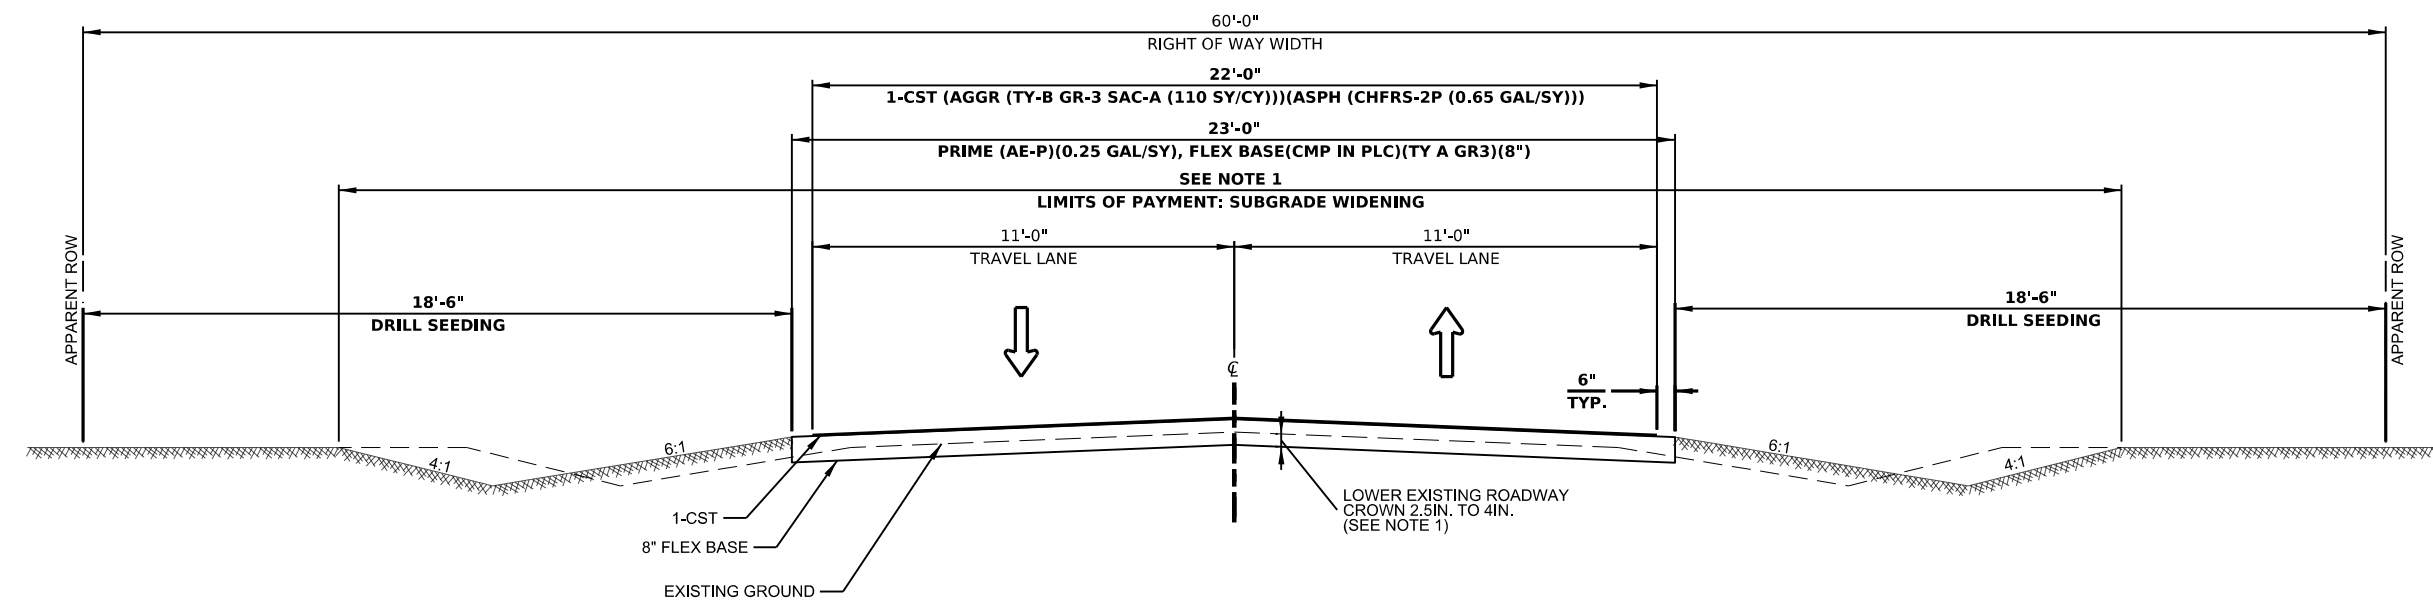 60'-0"
RIGHT OF WAY WIDTH
22'-0"
1-CST (AGGR (TY-B GR-3 SAC-A (110 SY/CY)))(ASPH (CHFRS-2P (0.65 GAL/SY)))
23'-0"
PRIME (AE-P)(0.25 GAL/SY), FLEX BASE(CMP IN PLC)(TY A GR3)(8")
SEE NOTE 1
LIMITS OF PAYMENT: SUBGRADE WIDENING
11'-0"
TRAVEL LANE
11'-0"
TRAVEL LANE
APPARENT ROW
18'-6"
DRILL SEEDING
18'-6"
DRILL SEEDING
APPARENT ROW
℄
6"
TYP.
4:1
6:1
6:1
4:1
1-CST
8" FLEX BASE
EXISTING GROUND
LOWER EXISTING ROADWAY
CROWN 2.5IN. TO 4IN.
(SEE NOTE 1)